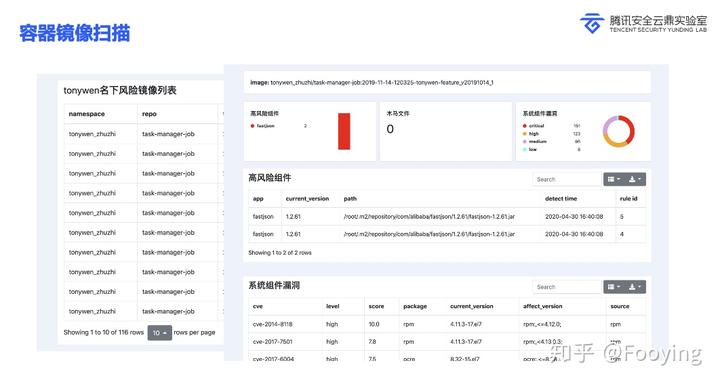 容器镜像扫描
腾讯安全云鼎实验室
TENCENT SECURITY YUNDING LAB
tonywen名下风险镜像列表
namespace repo
tonywen_zhuzhi task-manager-job
tonywen_zhuzhi task-manager-job
tonywen_zhuzhi task-manager-job
tonywen_zhuzhi task-manager-job
tonywen_zhuzhi task-manager-job
tonywen_zhuzhi task-manager-job
tonywen_zhuzhi task-manager-job
tonywen_zhuzhi task-manager-job
tonywen_zhuzhi task-manager-job
tonywen_zhuzhi task-manager-job
Showing 1 to 10 of 116 rows 10 rows per page
image: tonywen_zhuzhi/task-manager-job:2019-11-14-120325-tonywen-feature_v20191014_1
高风险组件
fastjson 2
木马文件
0
系统组件漏洞
critical 191
high 123
medium
low
高风险组件
Search
app current_version path detect time rule id
fastjson 1.2.61 /root/.m2/repository/com/alibaba/fastjson/1.2.61/fastjson-1.2.61.jar 2020-04-30 16:40:08 5
fastjson 1.2.61 /root/.m2/repository/com/alibaba/fastjson/1.2.61/fastjson-1.2.61.jar 2020-04-30 16:40:08 4
Showing 1 to 2 of 2 rows
系统组件漏洞
Search
cve level score package current_version affect_version source
cve-2014-8118 high 10.0 rpm 4.11.3-17.el7 rpm:,<=4.12.0; rpm
cve-2017-7501 high 7.8 rpm 4.11.3-17.el7 rpm
cve-2017-6004 high 7.5 pcre 8.32-15.el7
知乎 @Fooying